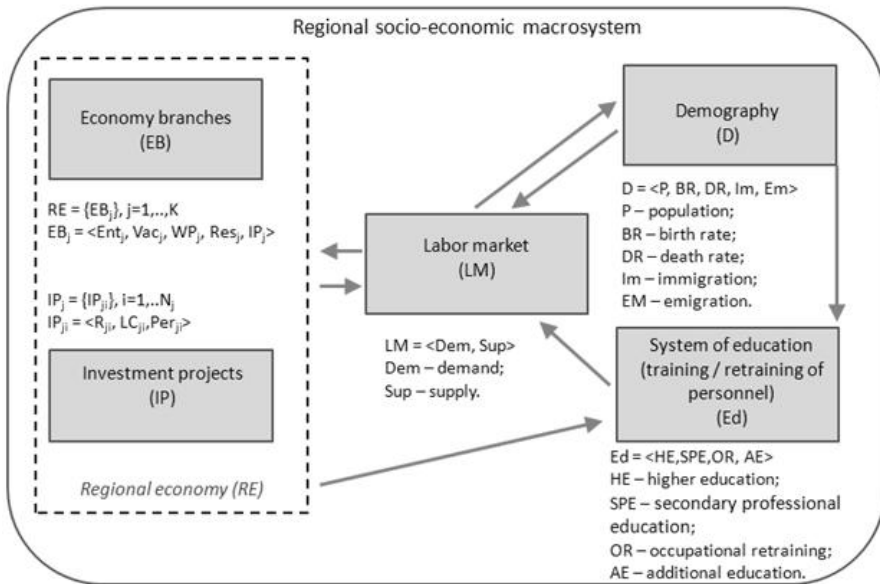 Regional socio-economic macrosystem
Economy branches
(EB)
RE = {EBj}, j=1,..,K
EBj = <Entj, Vacj, WPj, Resj, IPj>
IPj = {IPji}, i=1,..Nj
IPji = <Rji, LCji,Perji>
Investment projects
(IP)
Regional economy (RE)
Labor market
(LM)
LM = <Dem, Sup>
Dem – demand;
Sup – supply.
Demography
(D)
D = <P, BR, DR, Im, Em>
P – population;
BR – birth rate;
DR – death rate;
Im – immigration;
EM – emigration.
System of education
(training / retraining of
personnel)
(Ed)
Ed = <HE,SPE,OR, AE>
HE – higher education;
SPE – secondary professional
education;
OR – occupational retraining;
AE – additional education.